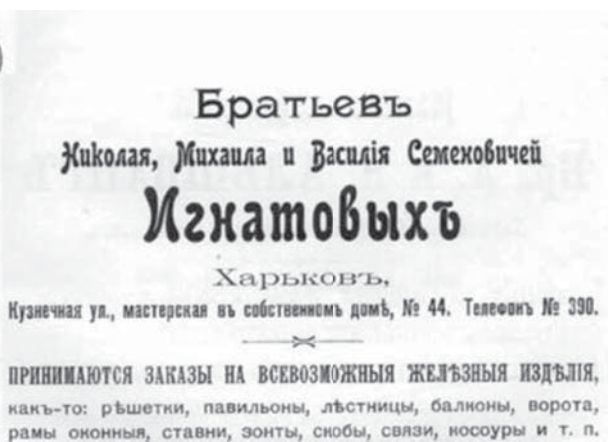 Братьевъ
Николая, Михаила и Василія Семеновичей
Игнатовыхъ
Харьковъ,
Кузнечная ул., мастерская въ собственномъ домѣ, № 44. Телефонъ № 390.
ПРИНИМАЮТСЯ ЗАКАЗЫ НА ВСЕВОЗМОЖНЫЯ ЖЕЛѢЗНЫЯ ИЗДѢЛІЯ,
какъ-то: рѣшетки, павильоны, лѣстницы, балконы, ворота,
рамы оконныя, ставни, зонты, скобы, связи, косоуры и т. п.